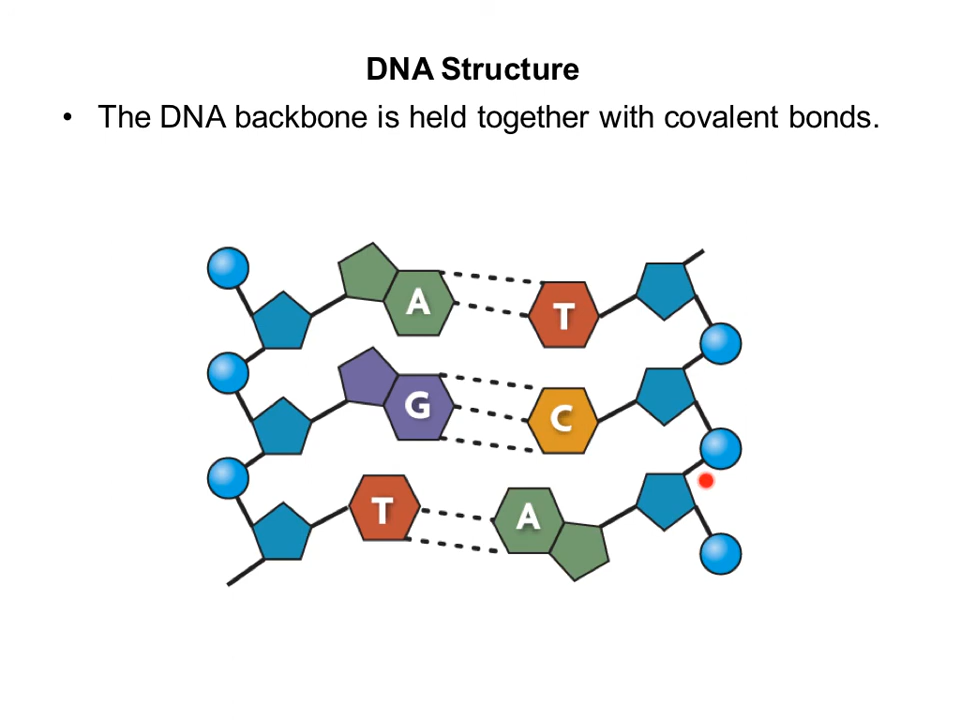 DNA Structure
• The DNA backbone is held together with covalent bonds.
A T
G C
T A